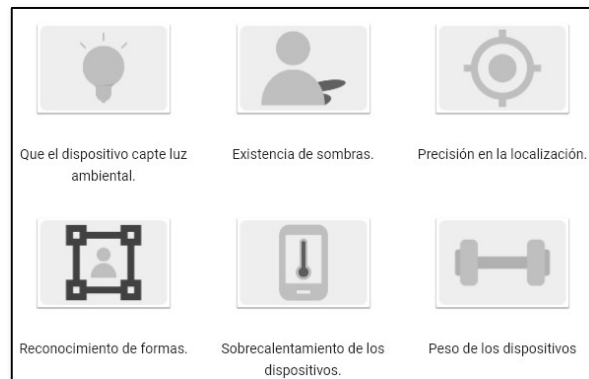 Que el dispositivo capte luz
ambiental.
Existencia de sombras.
Precisión en la localización.
Reconocimiento de formas.
Sobrecalentamiento de los
dispositivos.
Peso de los dispositivos